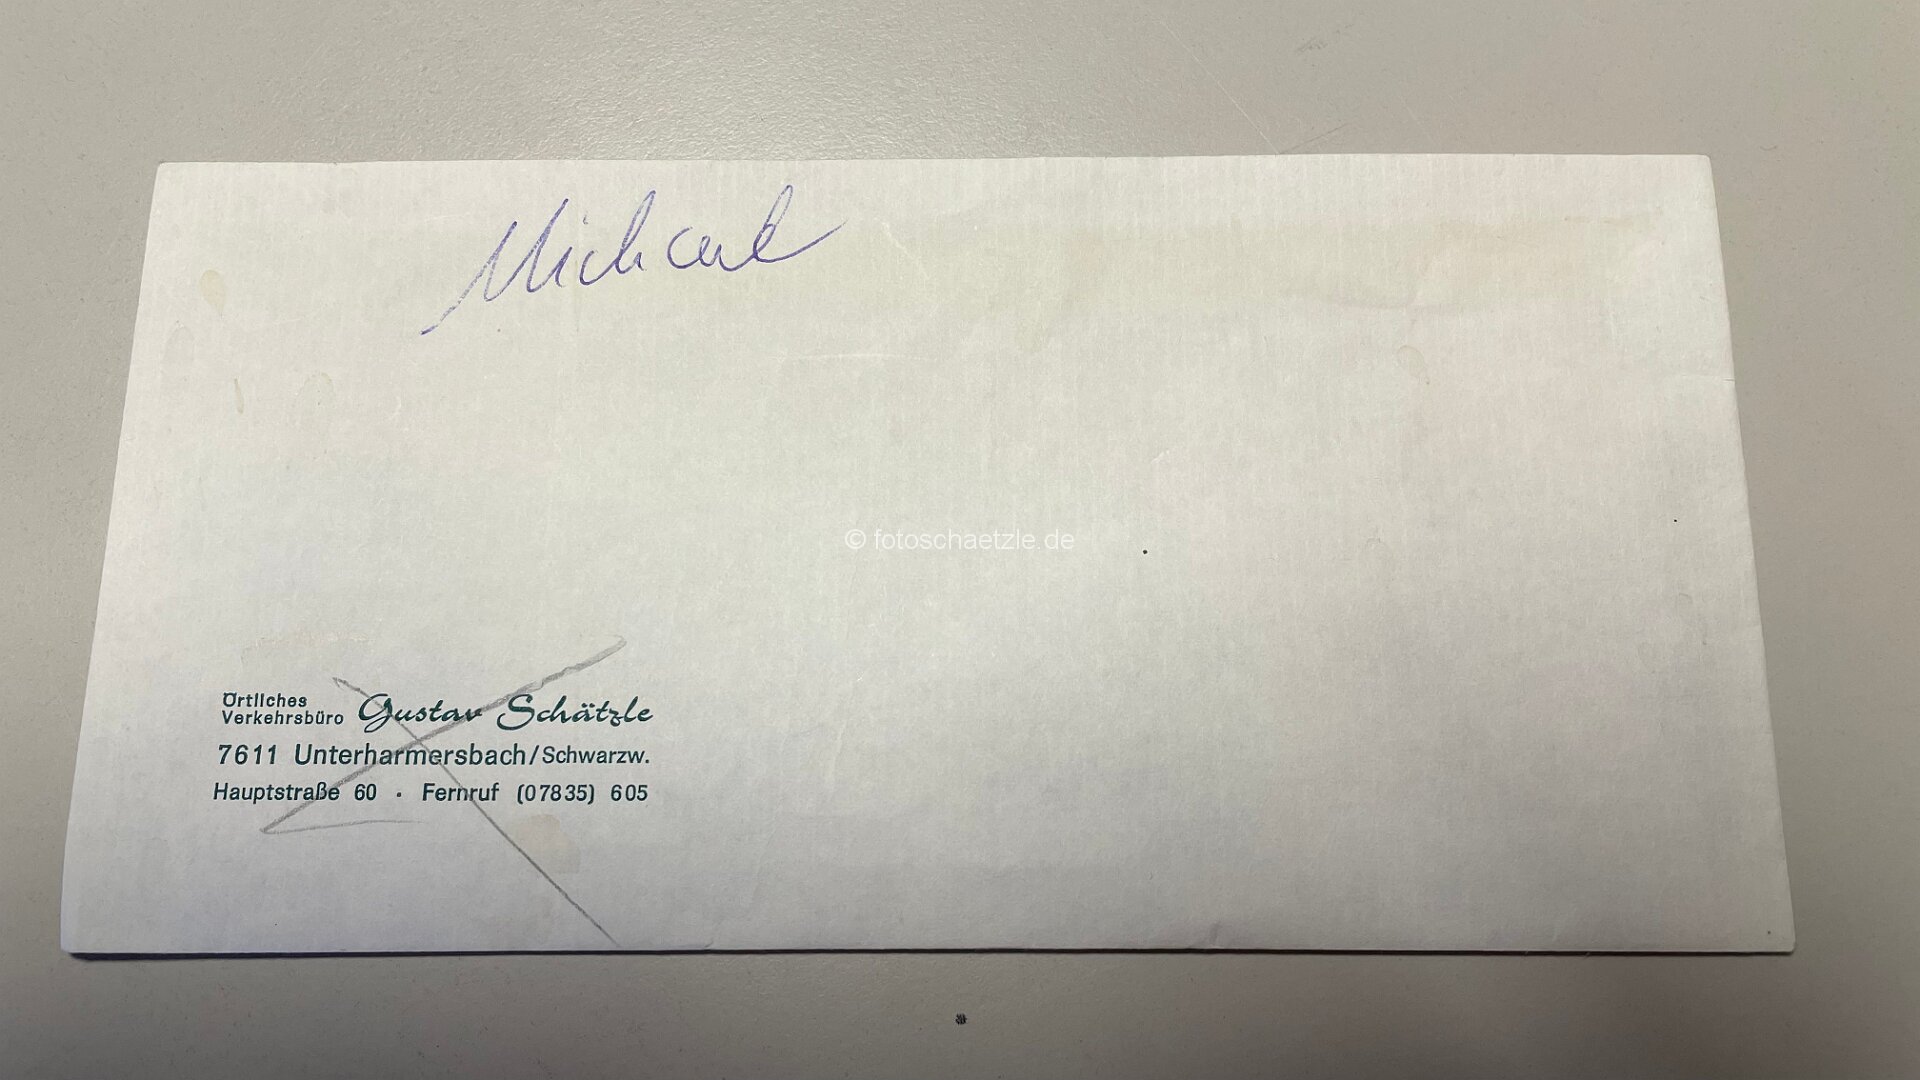 Michael
© fotoschaetzle.de
Örtliches
Verkehrsbüro Gustav Schätzle
7611 Unterharmersbach/Schwarzw.
Hauptstraße 60 · Fernruf (07835) 605